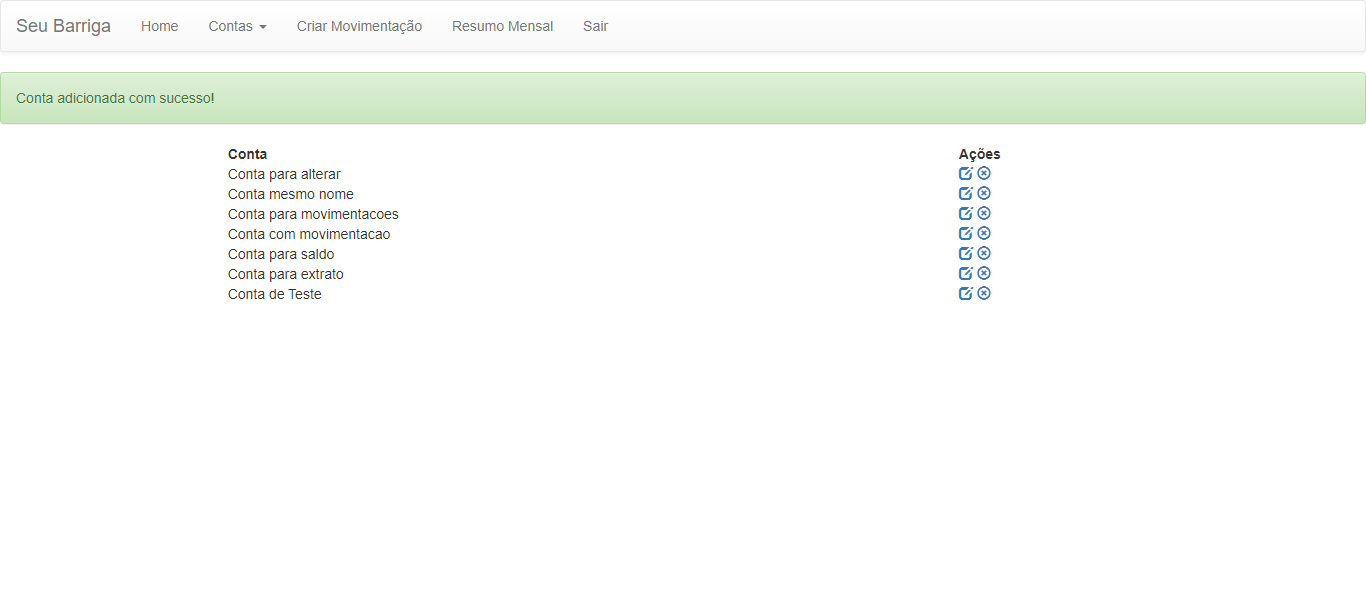 Seu Barriga Home Contas Criar Movimentação Resumo Mensal Sair
Conta adicionada com sucesso!
Conta Ações
Conta para alterar
Conta mesmo nome
Conta para movimentacoes
Conta com movimentacao
Conta para saldo
Conta para extrato
Conta de Teste